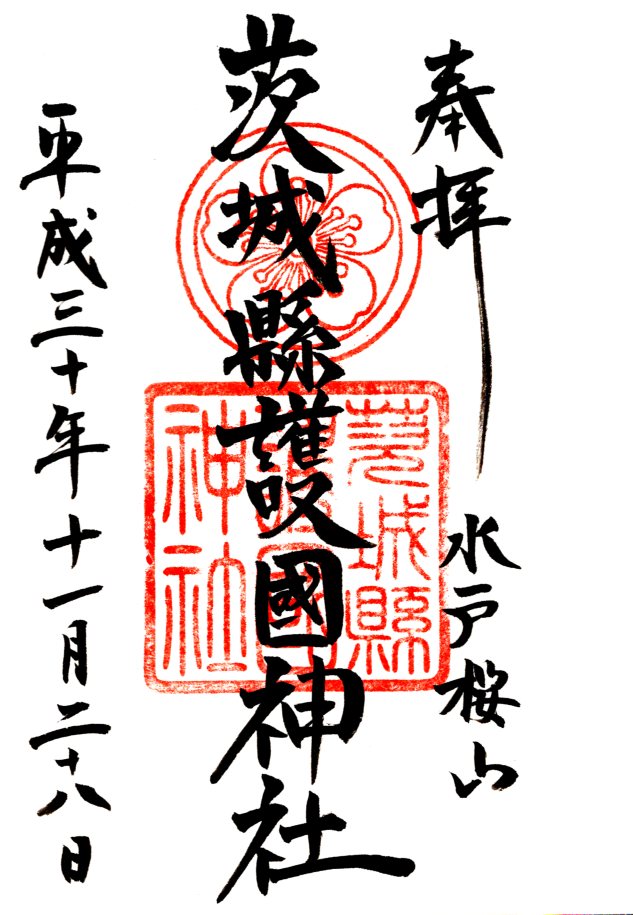 奉拝
水戸桜山
茨城縣護國神社
茨城縣
護國
神社
平成三十年十一月二十八日